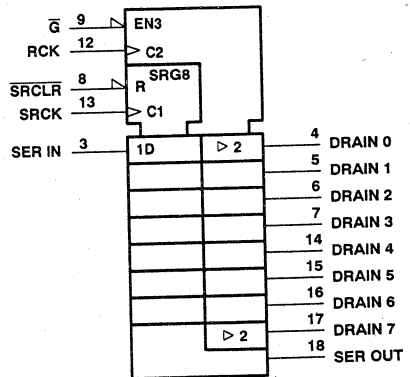 G 9 EN3
RCK 12 C2
SRG8
SRCLR 8 R
SRCK 13 C1
SER IN 3 1D ▷ 2 4 DRAIN 0
5 DRAIN 1
6 DRAIN 2
7 DRAIN 3
14 DRAIN 4
15 DRAIN 5
16 DRAIN 6
▷ 2 17 DRAIN 7
18 SER OUT